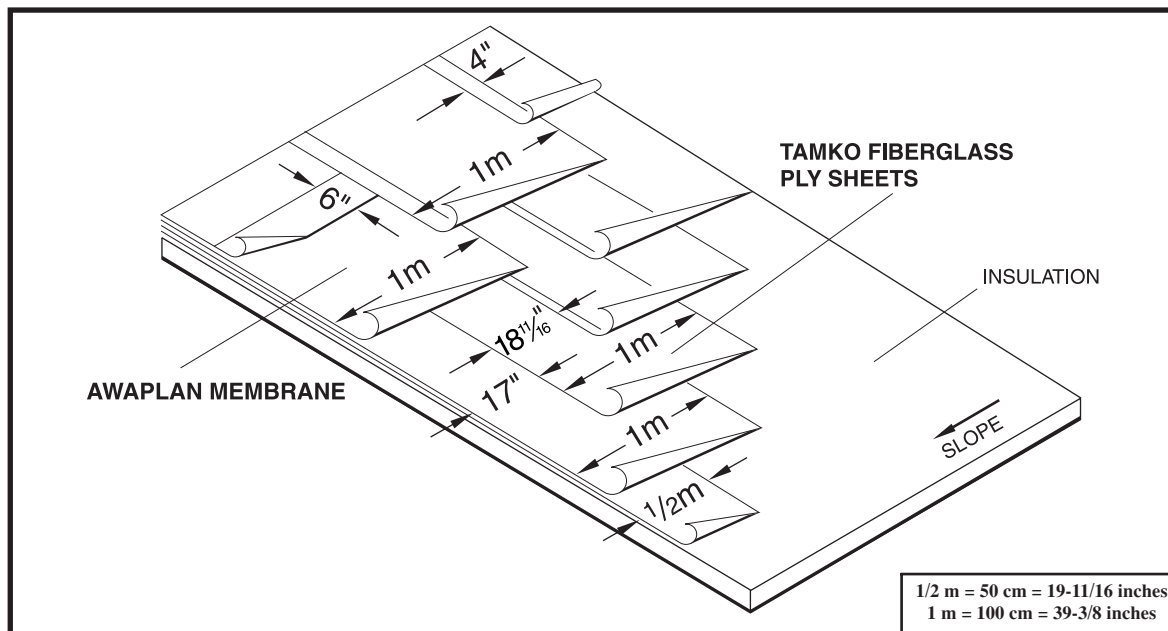 4"
1m
TAMKO FIBERGLASS
PLY SHEETS
6"
1m
INSULATION
18 11/16"
1m
AWAPLAN MEMBRANE
17"
1m
SLOPE
1/2m
1/2 m = 50 cm = 19-11/16 inches
1 m = 100 cm = 39-3/8 inches